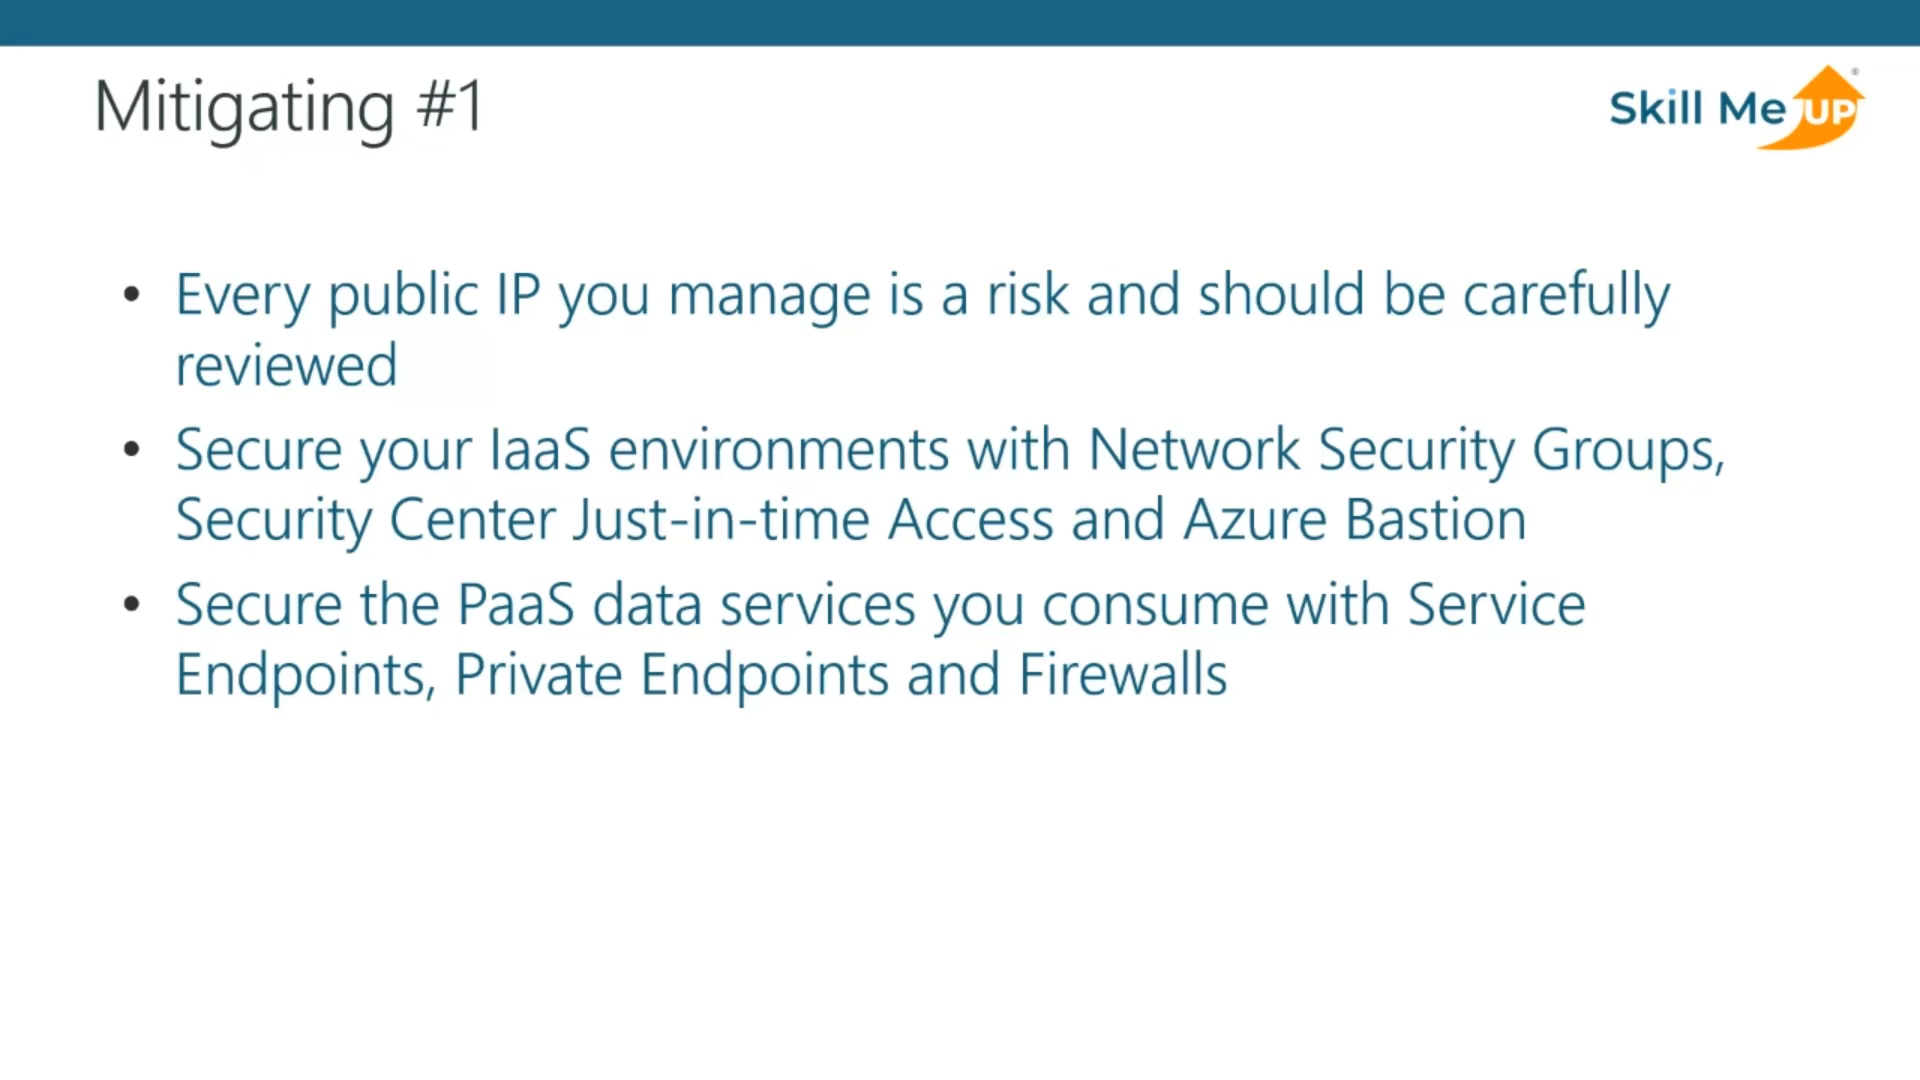 Mitigating #1
Skill Me UP®
• Every public IP you manage is a risk and should be carefully
reviewed
• Secure your IaaS environments with Network Security Groups,
Security Center Just-in-time Access and Azure Bastion
• Secure the PaaS data services you consume with Service
Endpoints, Private Endpoints and Firewalls